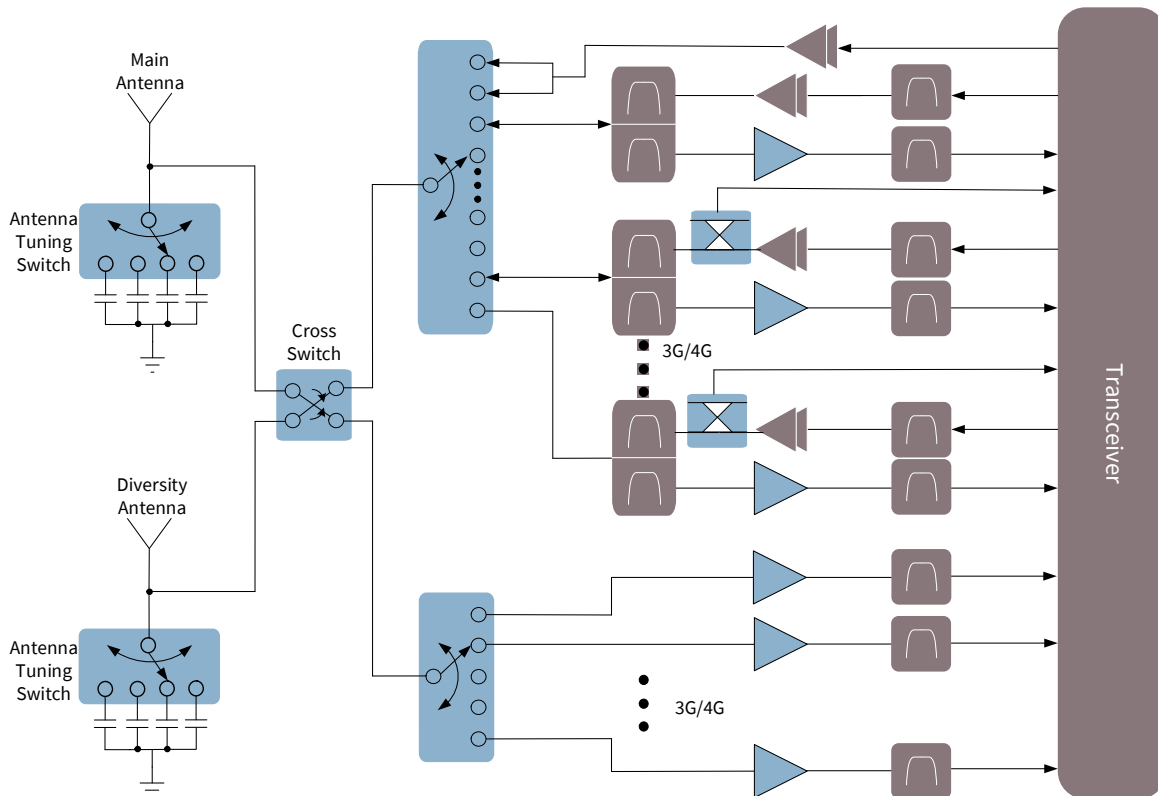 Main
Antenna
Antenna
Tuning
Switch
Cross
Switch
3G/4G
Diversity
Antenna
Antenna
Tuning
Switch
3G/4G
Transceiver